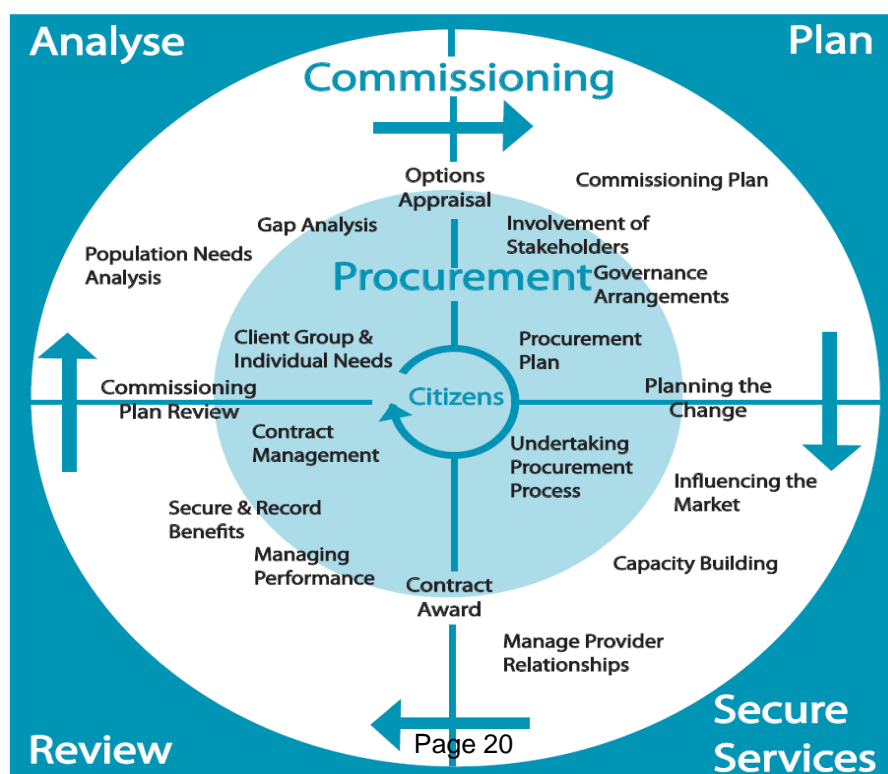 Analyse
Plan
Commissioning
Options
Appraisal
Commissioning Plan
Gap Analysis
Involvement of
Stakeholders
Population Needs
Analysis
Procurement
Governance
Arrangements
Client Group &
Individual Needs
Procurement
Plan
Commissioning
Plan Review
Citizens
Planning the
Change
Contract
Management
Undertaking
Procurement
Process
Influencing the
Market
Secure & Record
Benefits
Managing
Performance
Capacity Building
Contract
Award
Manage Provider
Relationships
Review
Page 20
Secure
Services